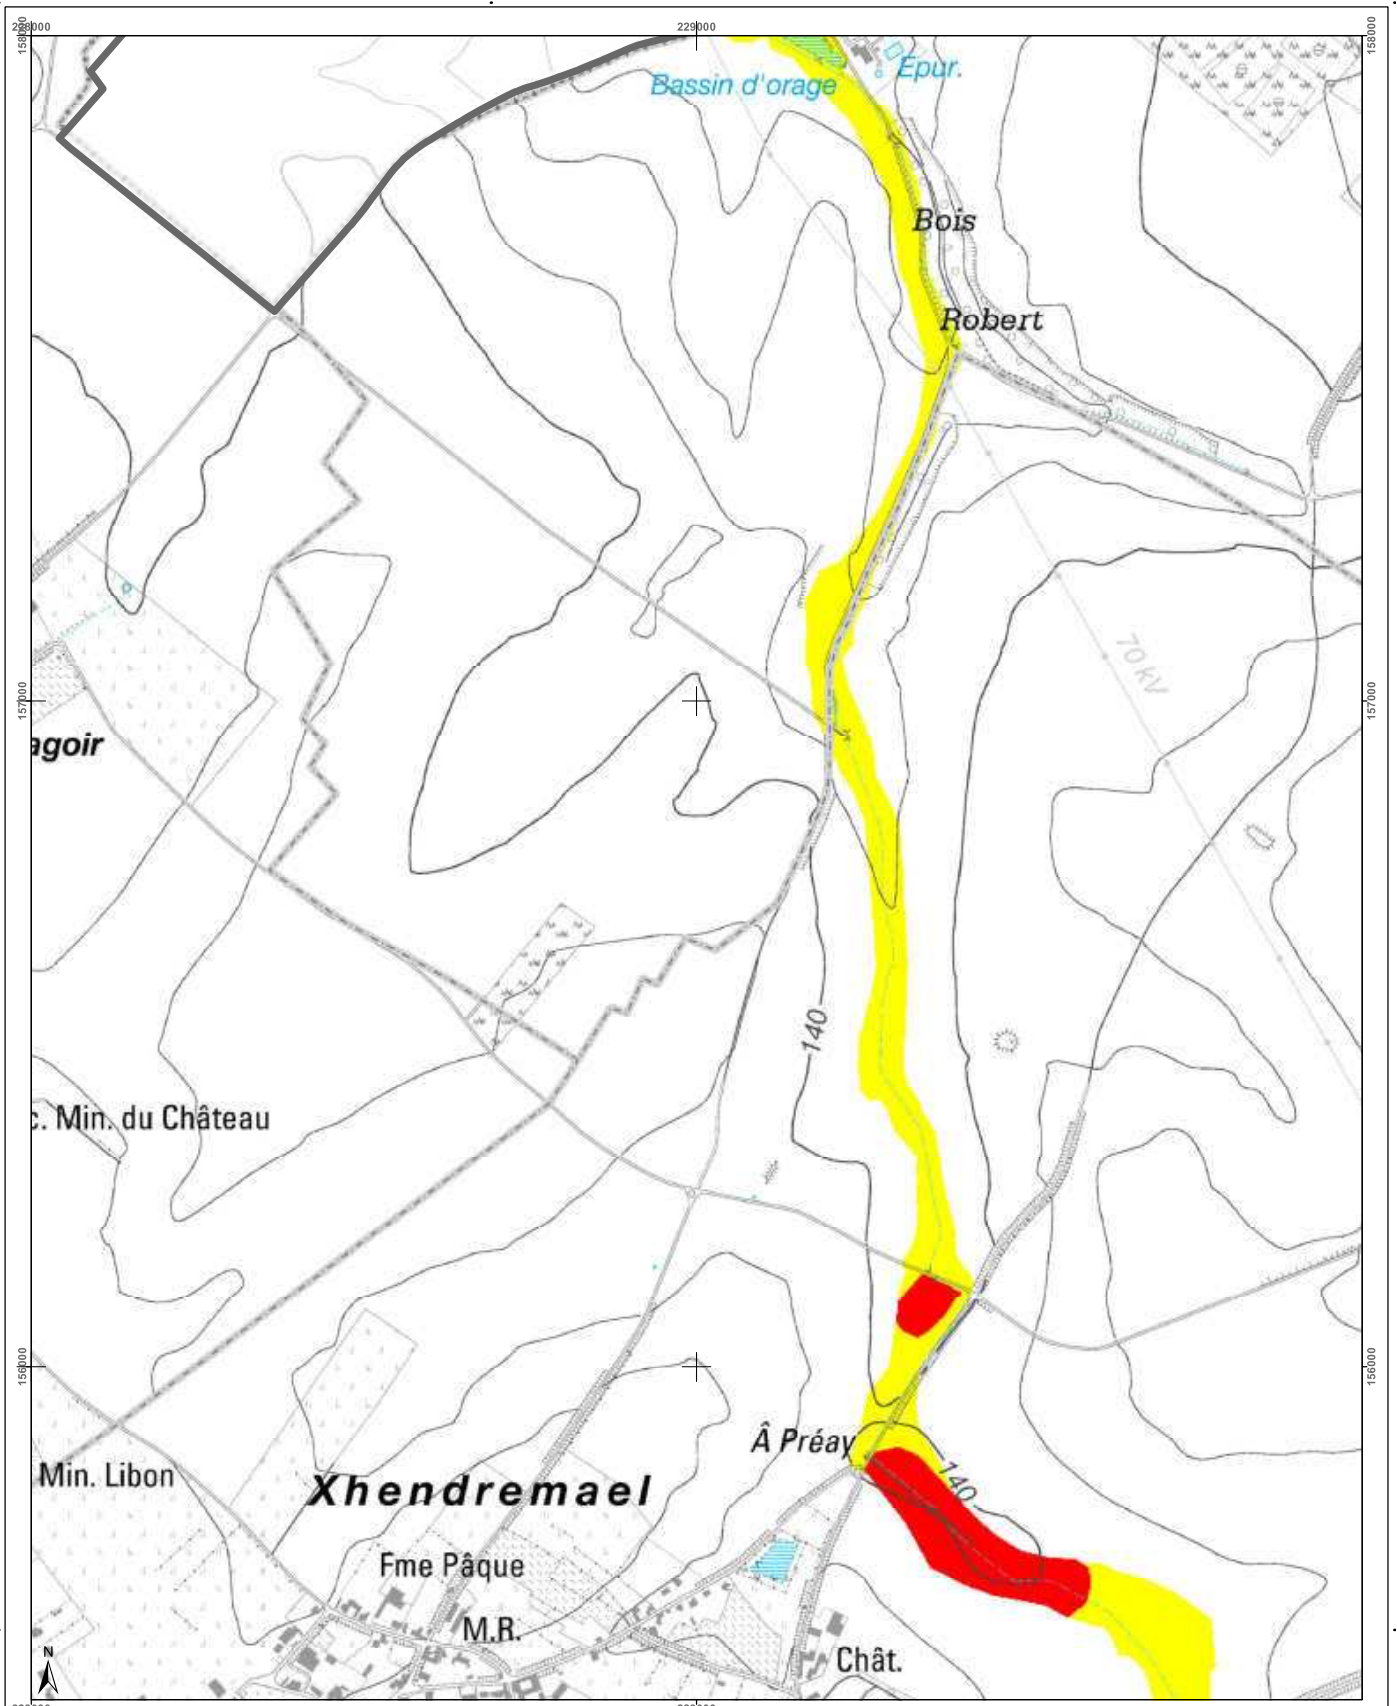 228000
229000
158000
158000
Bassin d'orage
Epur.
Bois
Robert
70 kV
157000
157000
agoir
140
c. Min. du Château
156000
156000
Â Préay
140
Min. Libon
Xhendremael
Fme Pâque
M.R.
Chât.
N